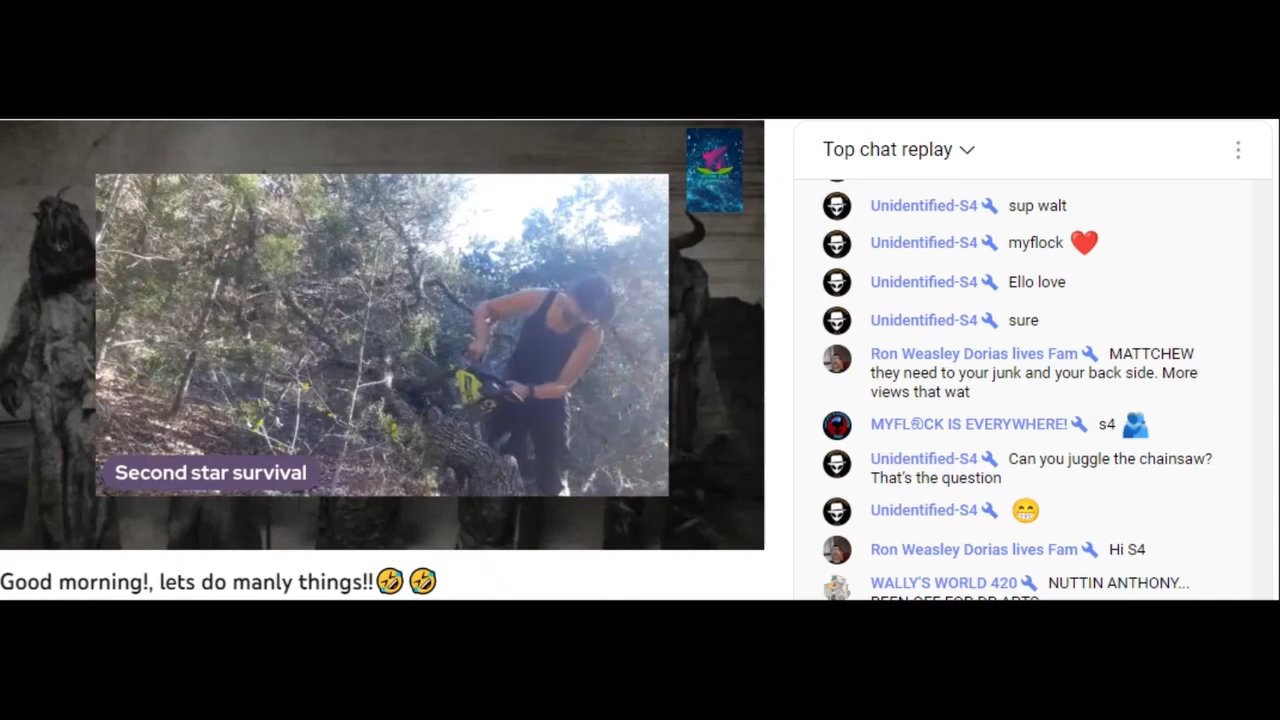 Second star survival
Good morning!, lets do manly things!!🤣🤣
Top chat replay
Unidentified-S4 sup walt
Unidentified-S4 myflock ❤️
Unidentified-S4 Ello love
Unidentified-S4 sure
Ron Weasley Dorias lives Fam MATTCHEW
they need to your junk and your back side. More
views that wat
MYFL®CK IS EVERYWHERE! s4 🫂
Unidentified-S4 Can you juggle the chainsaw?
That's the question
Unidentified-S4 😁
Ron Weasley Dorias lives Fam Hi S4
WALLY'S WORLD 420 NUTTIN ANTHONY...